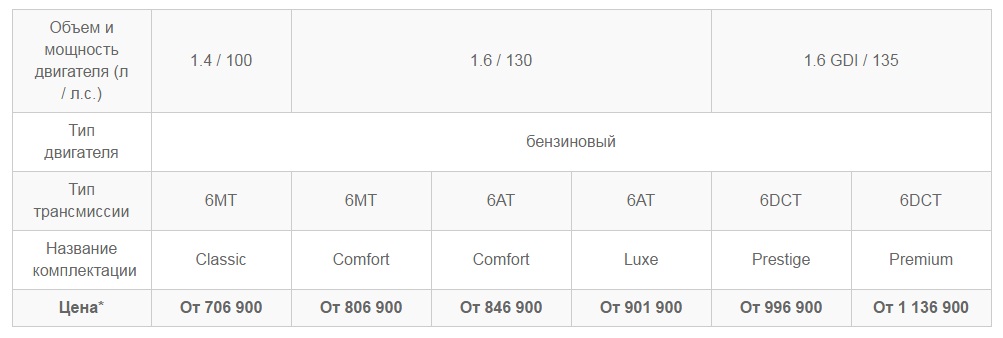 Объем и
мощность
двигателя (л
/ л.с.)
1.4 / 100
1.6 / 130
1.6 GDI / 135
Тип
двигателя
бензиновый
Тип
трансмиссии
6MT
6MT
6AT
6AT
6DCT
6DCT
Название
комплектации
Classic
Comfort
Comfort
Luxe
Prestige
Premium
Цена*
От 706 900
От 806 900
От 846 900
От 901 900
От 996 900
От 1 136 900